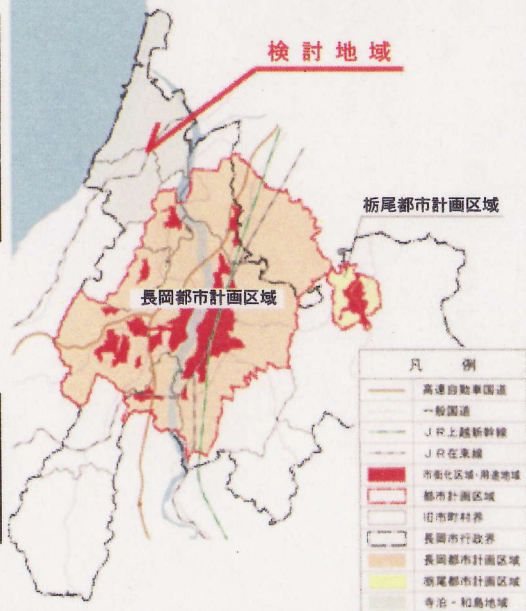 検討地域
栃尾都市計画区域
長岡都市計画区域
凡 例
高速自動車国道
一般国道
JR上越新幹線
JR在来線
市街化区域・用途地域
都市計画区域
旧市町村界
長岡市行政界
長岡都市計画区域
栃尾都市計画区域
寺泊・和島地域